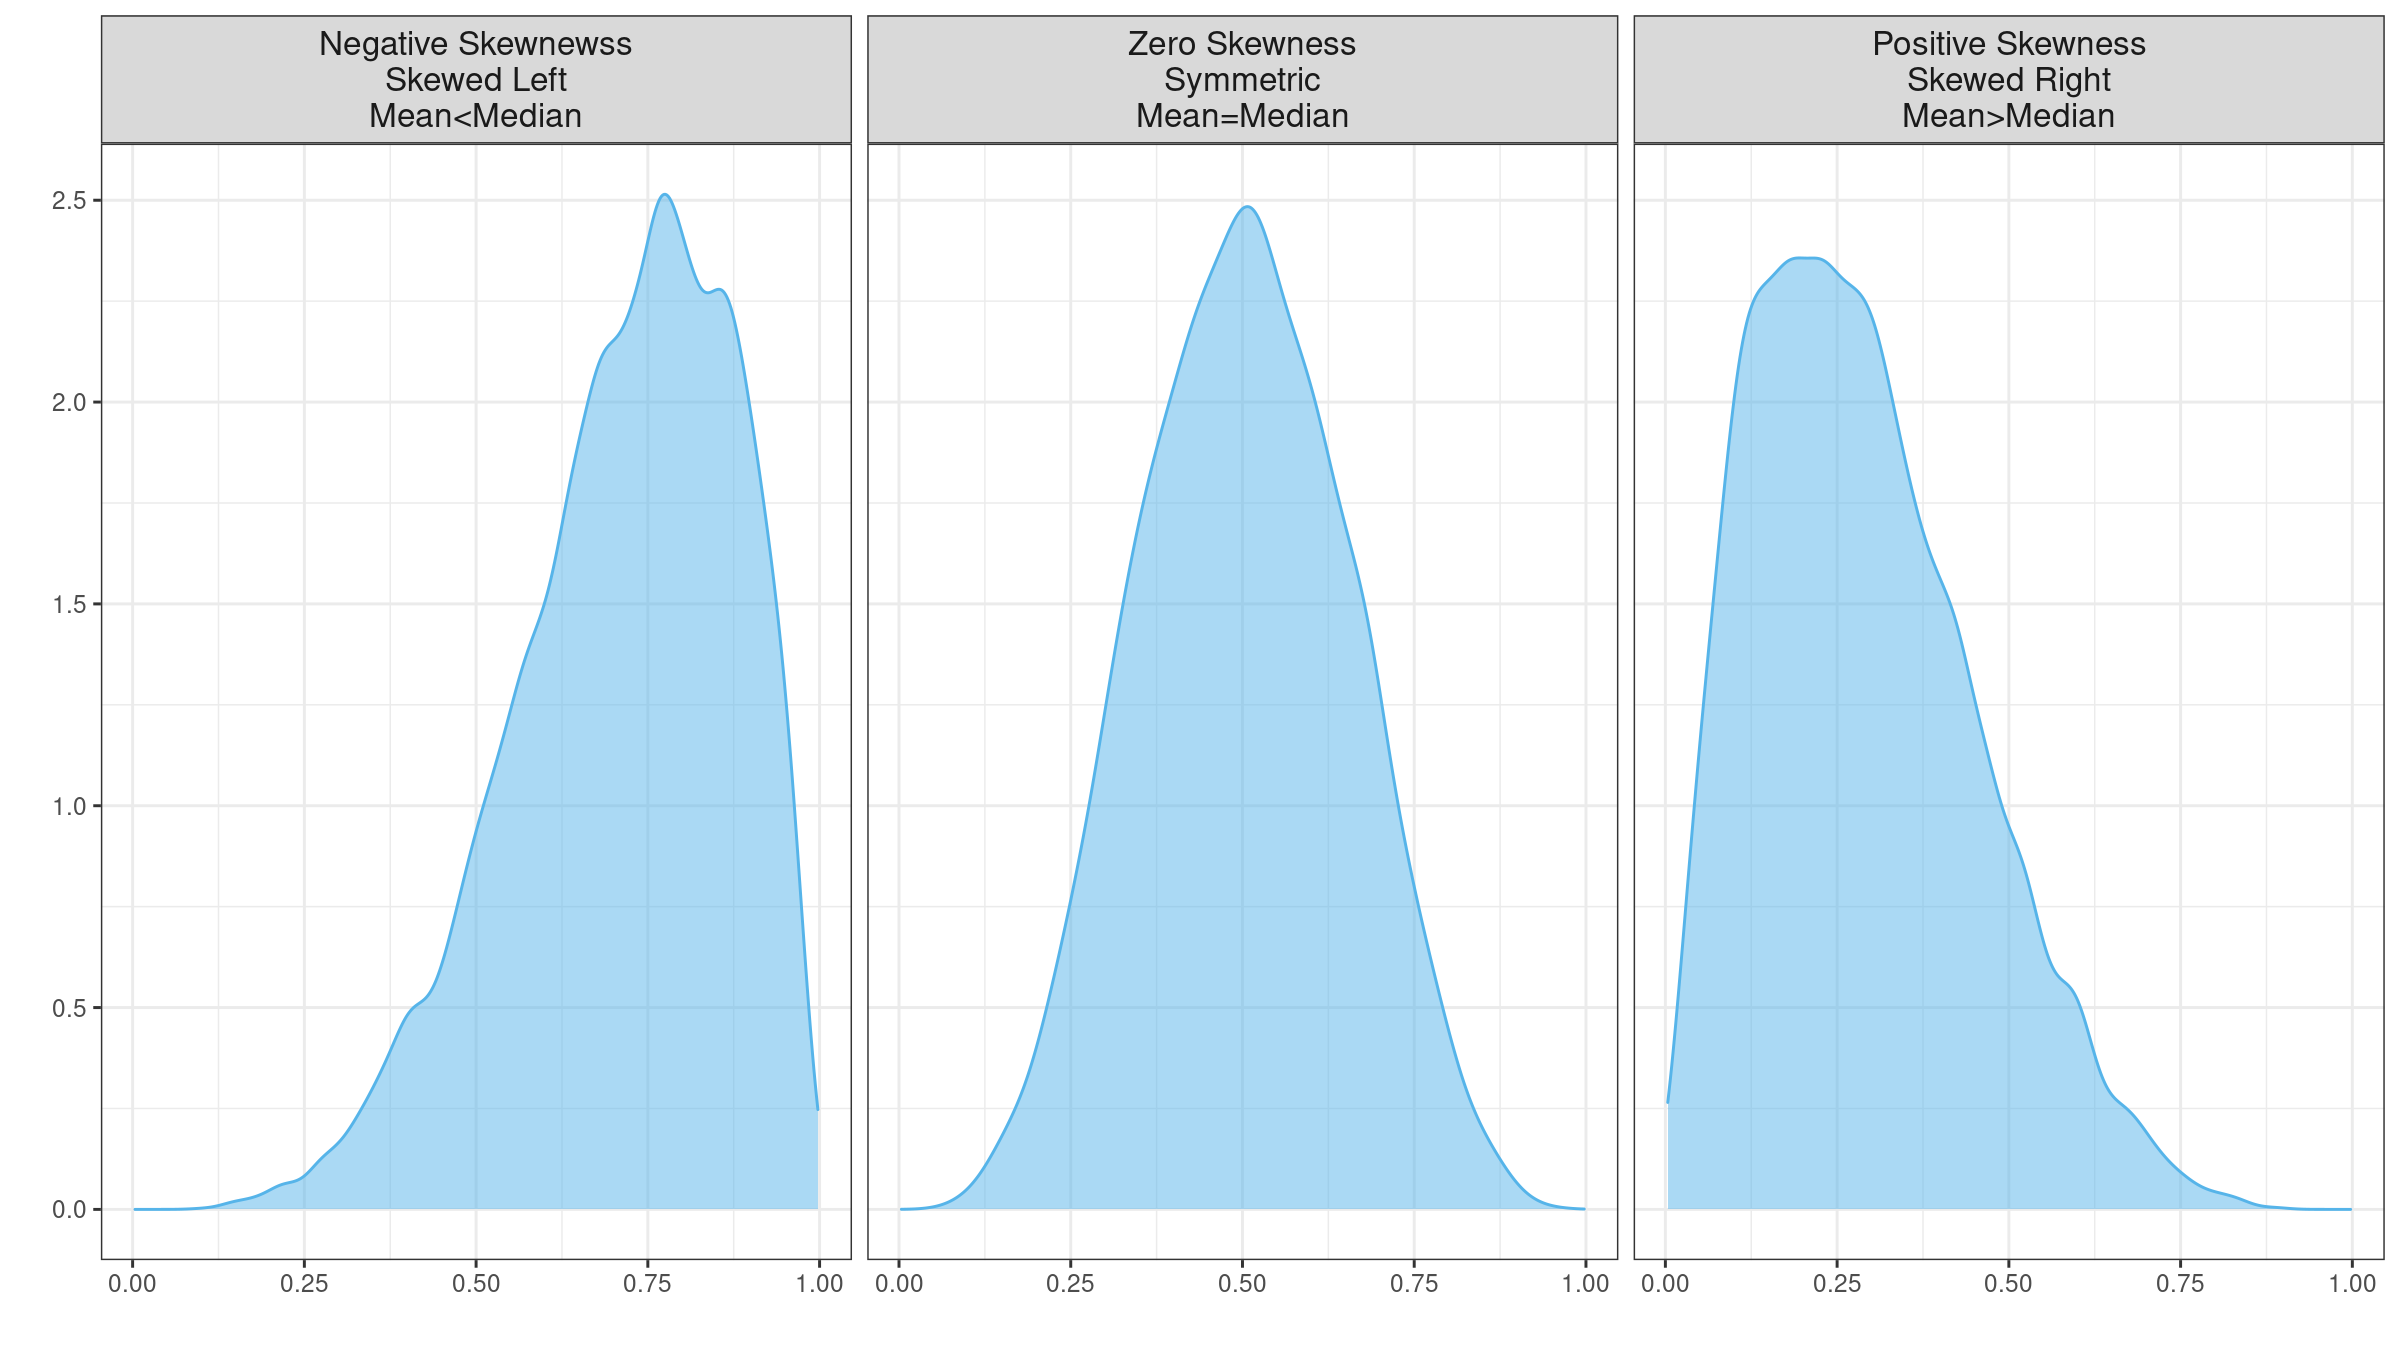 Negative Skewnewss
Skewed Left
Mean<Median
Zero Skewness
Symmetric
Mean=Median
Positive Skewness
Skewed Right
Mean>Median
2.5
2.0
1.5
1.0
0.5
0.0
0.00 0.25 0.50 0.75 1.00
0.00 0.25 0.50 0.75 1.00
0.00 0.25 0.50 0.75 1.00